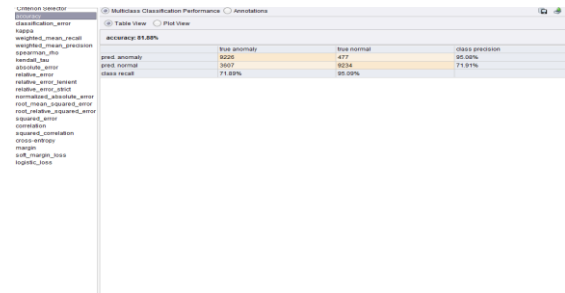 Criterion Selector
accuracy
classification_error
kappa
weighted_mean_recall
weighted_mean_precision
spearman_rho
kendall_tau
absolute_error
relative_error
relative_error_lenient
relative_error_strict
normalized_absolute_error
root_mean_squared_error
root_relative_squared_error
squared_error
correlation
squared_correlation
cross-entropy
margin
soft_margin_loss
logistic_loss
Multiclass Classification Performance Annotations
Table View Plot View
accuracy: 81.88%
true anomaly true normal class precision
pred. anomaly 9226 477 95.08%
pred. normal 3607 9234 71.91%
class recall 71.89% 95.09%